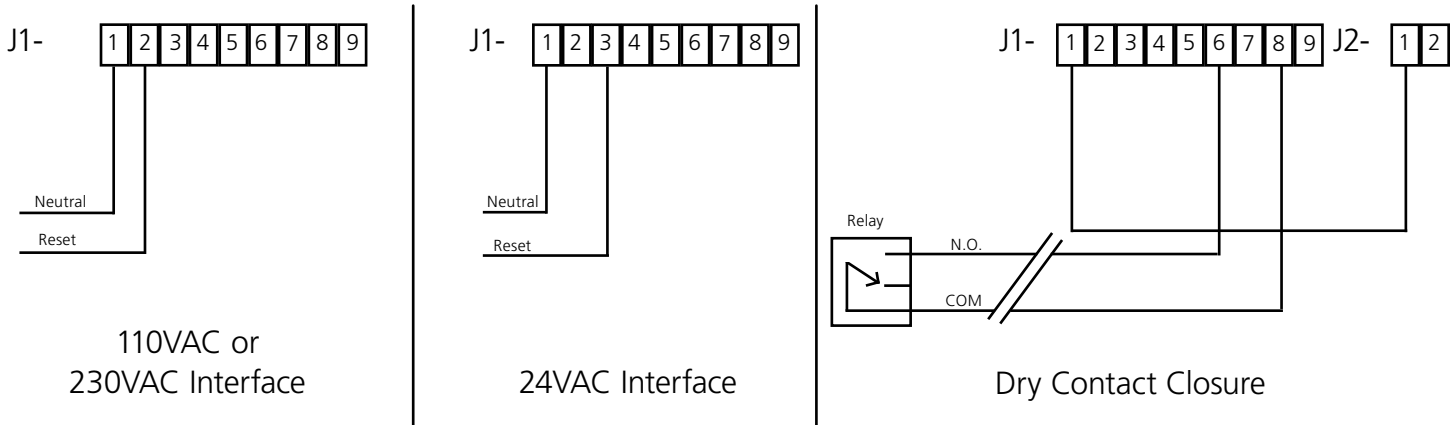 J1- 1 2 3 4 5 6 7 8 9
Neutral
Reset
110VAC or
230VAC Interface
J1- 1 2 3 4 5 6 7 8 9
Neutral
Reset
24VAC Interface
J1- 1 2 3 4 5 6 7 8 9 J2- 1 2
Relay
N.O.
COM
Dry Contact Closure